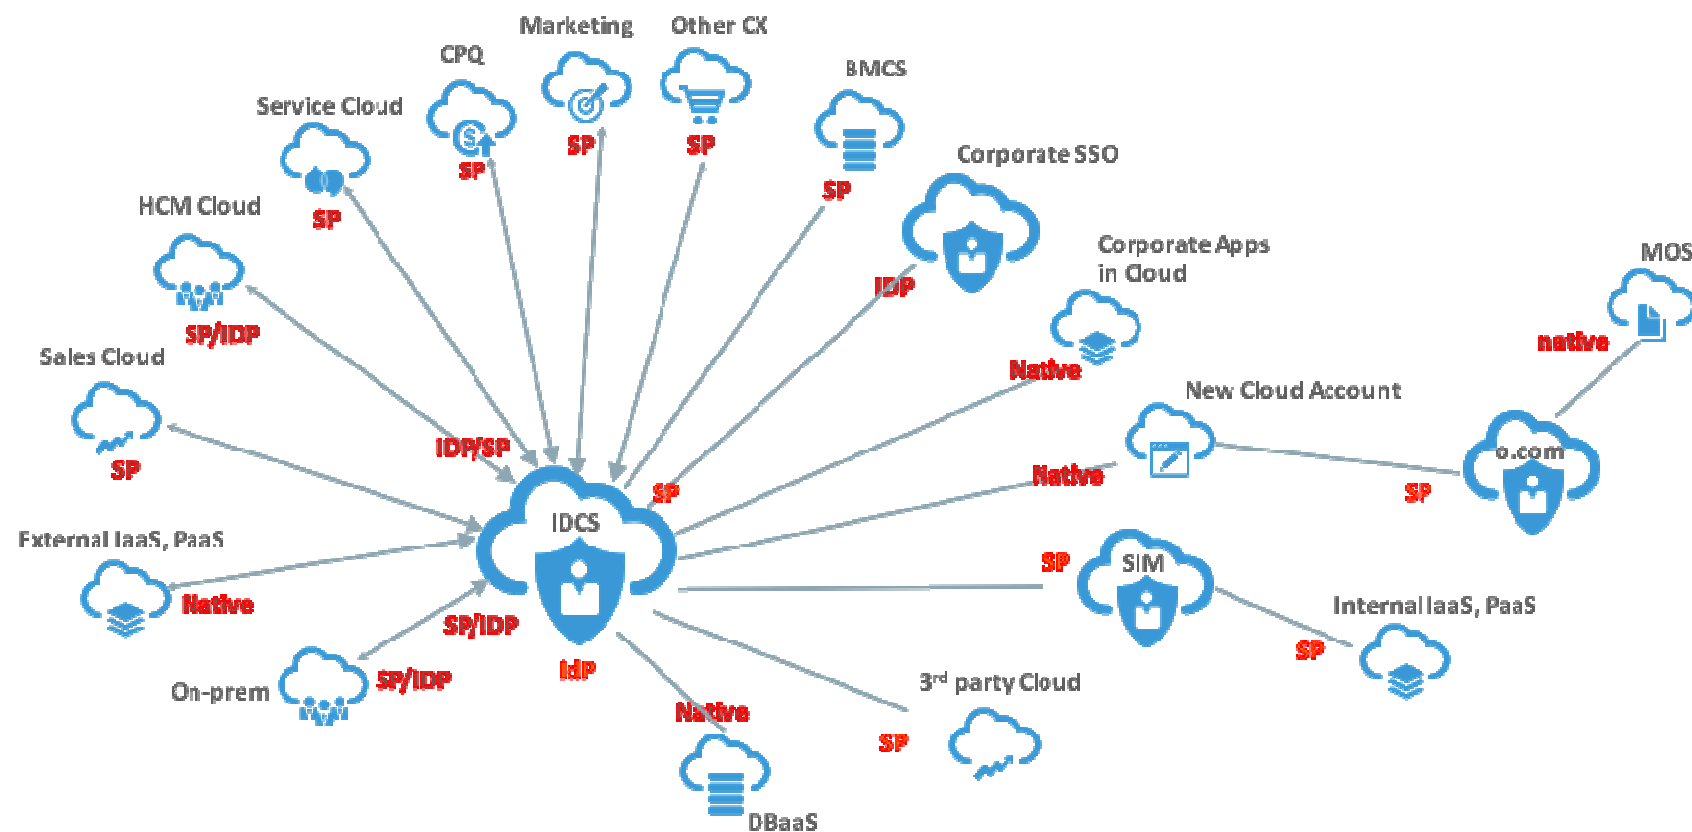 Marketing
Other CX
CPQ
BMCS
Service Cloud
SP
SP
Corporate SSO
SP
SP
HCM Cloud
SP
Corporate Apps
in Cloud
MOS
IDP
SP/IDP
native
Sales Cloud
Native
New Cloud Account
SP
IDP/SP
o.com
Native
SP
SP
IDCS
External IaaS, PaaS
SP
SIM
Native
Internal IaaS, PaaS
SP/IDP
SP
IdP
On-prem
SP/IDP
3rd party Cloud
Native
SP
DBaaS
$